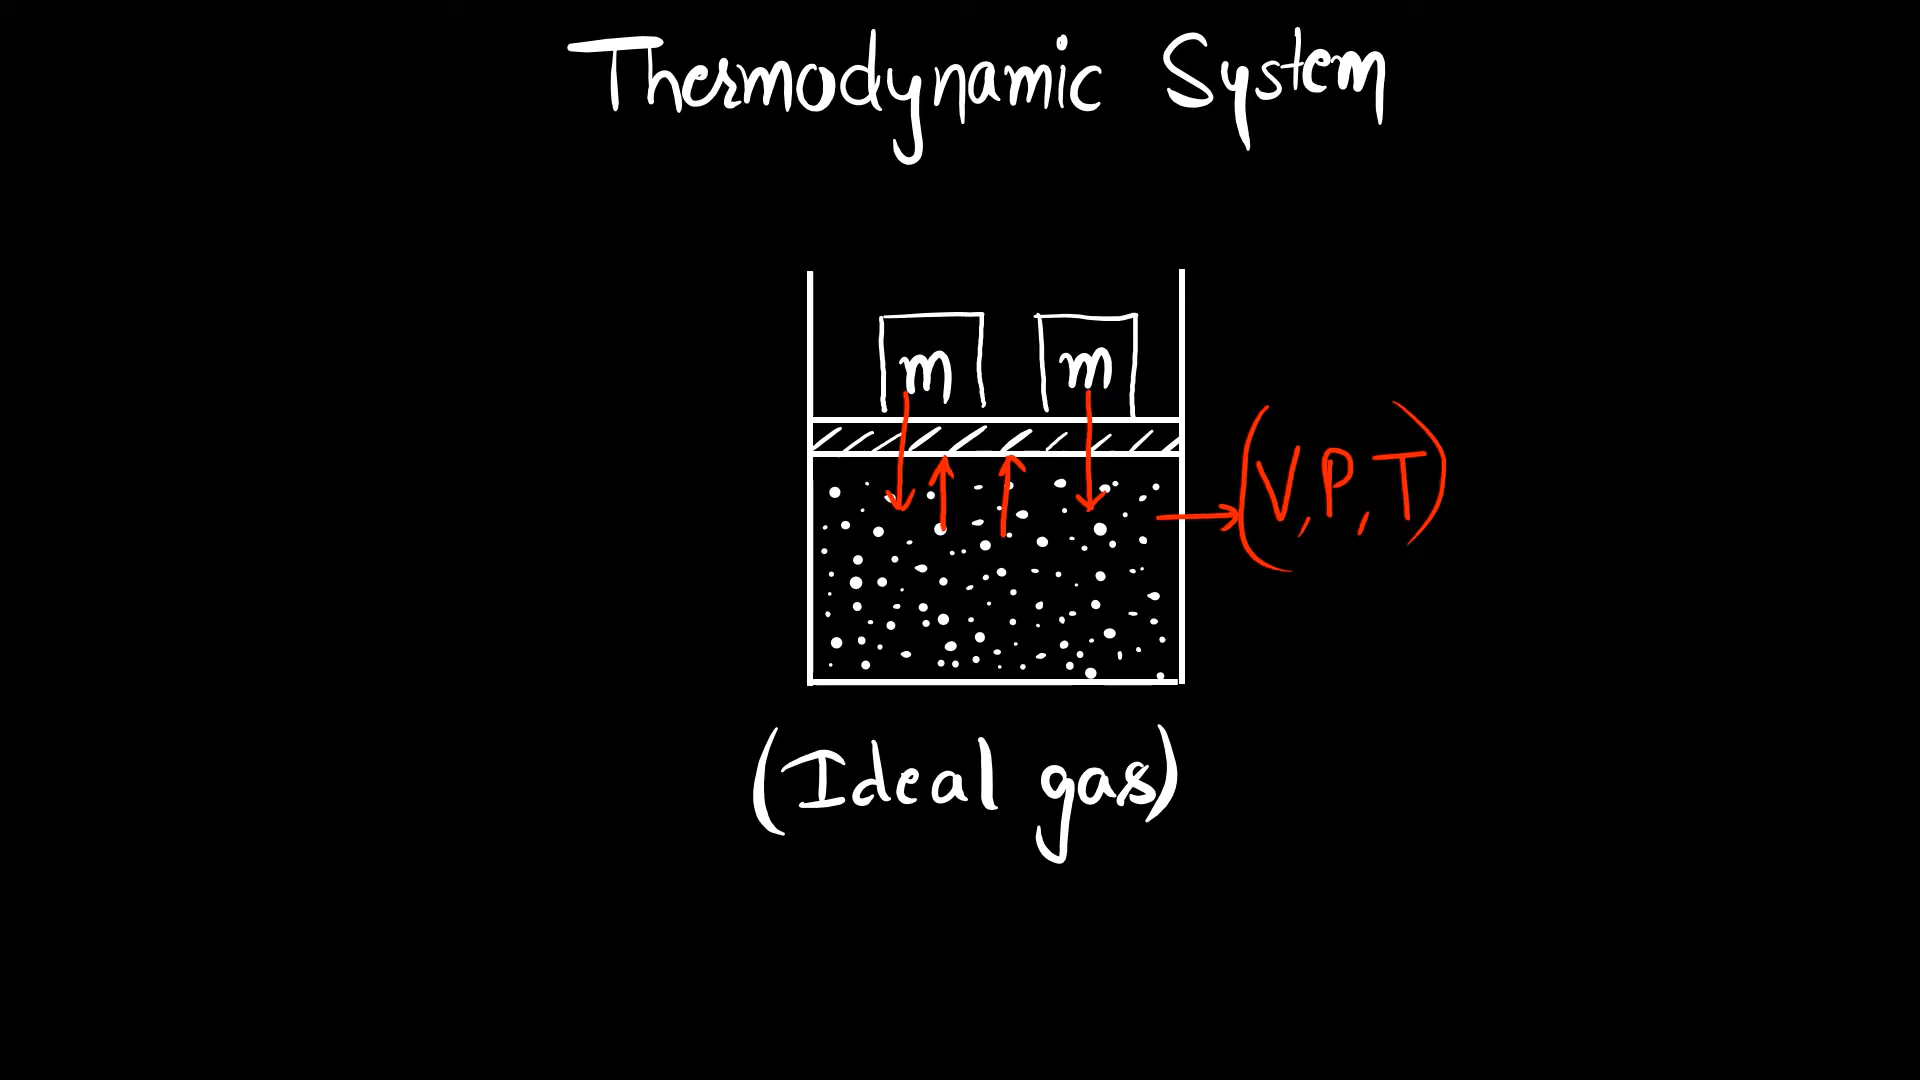 Thermodynamic System
m m
(V, P, T)
(Ideal gas)